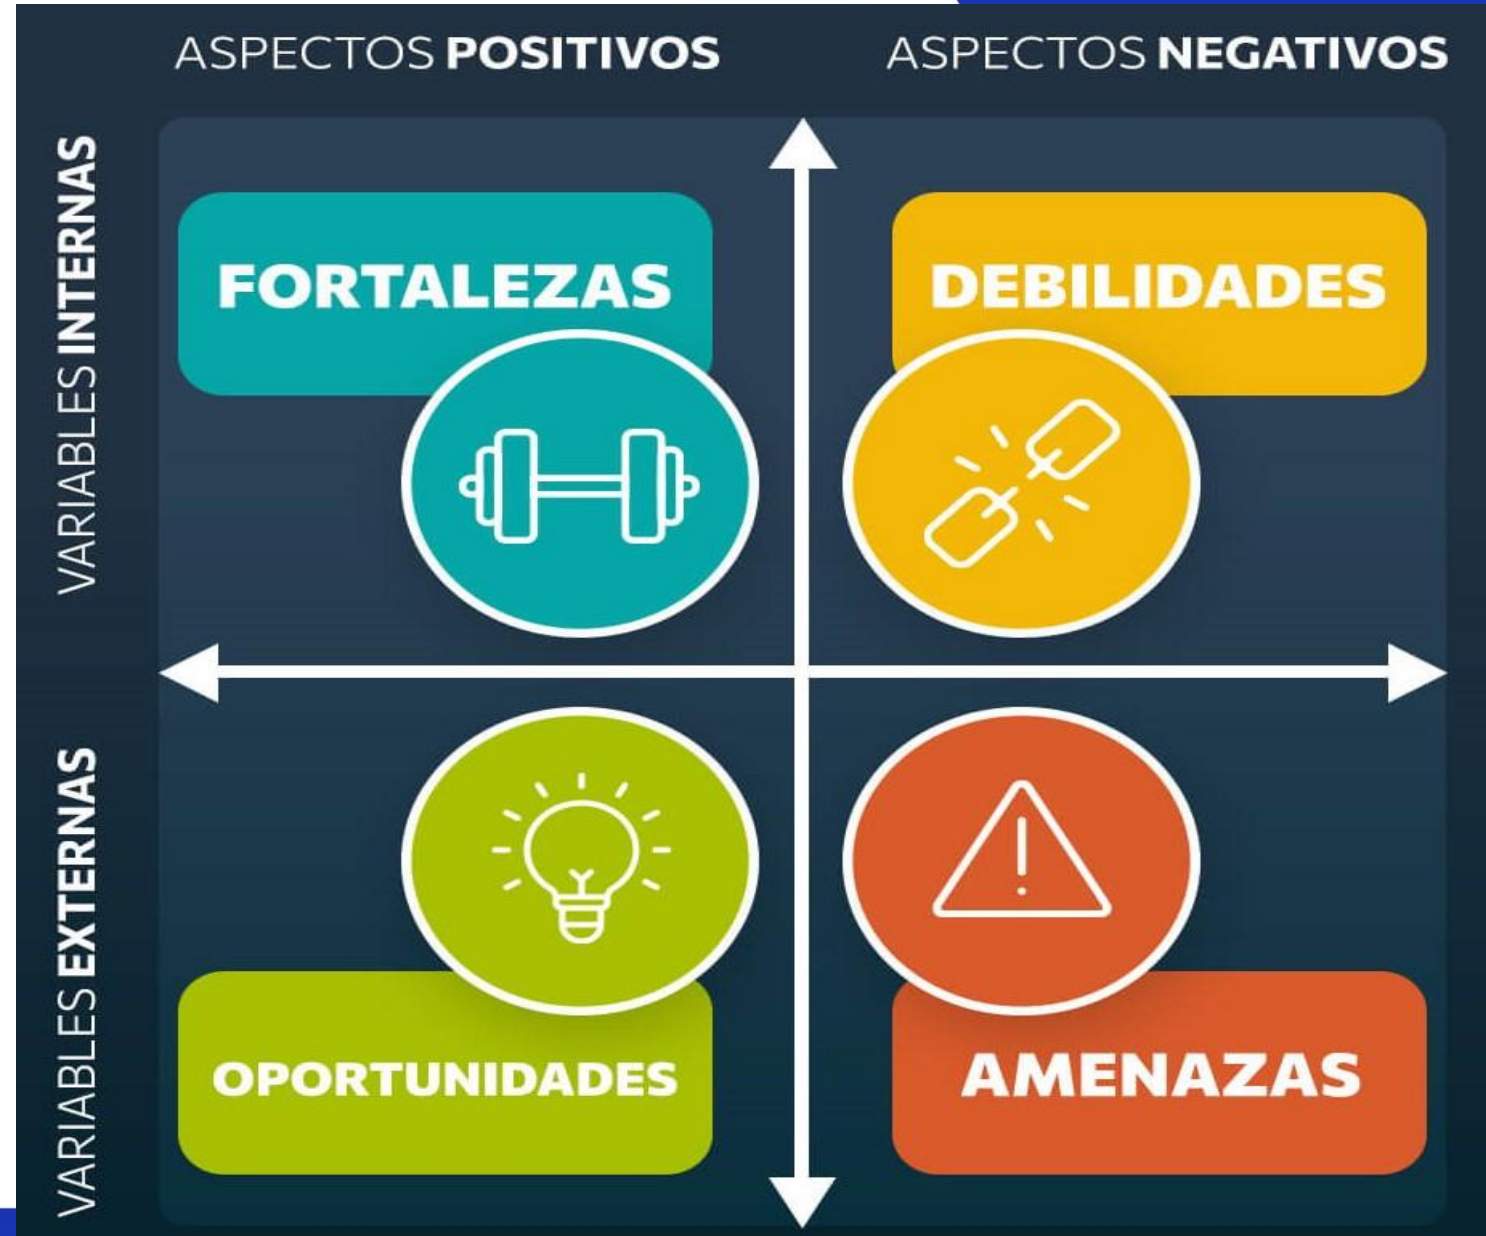 ASPECTOS POSITIVOS
ASPECTOS NEGATIVOS
VARIABLES INTERNAS
FORTALEZAS
DEBILIDADES
VARIABLES EXTERNAS
OPORTUNIDADES
AMENAZAS